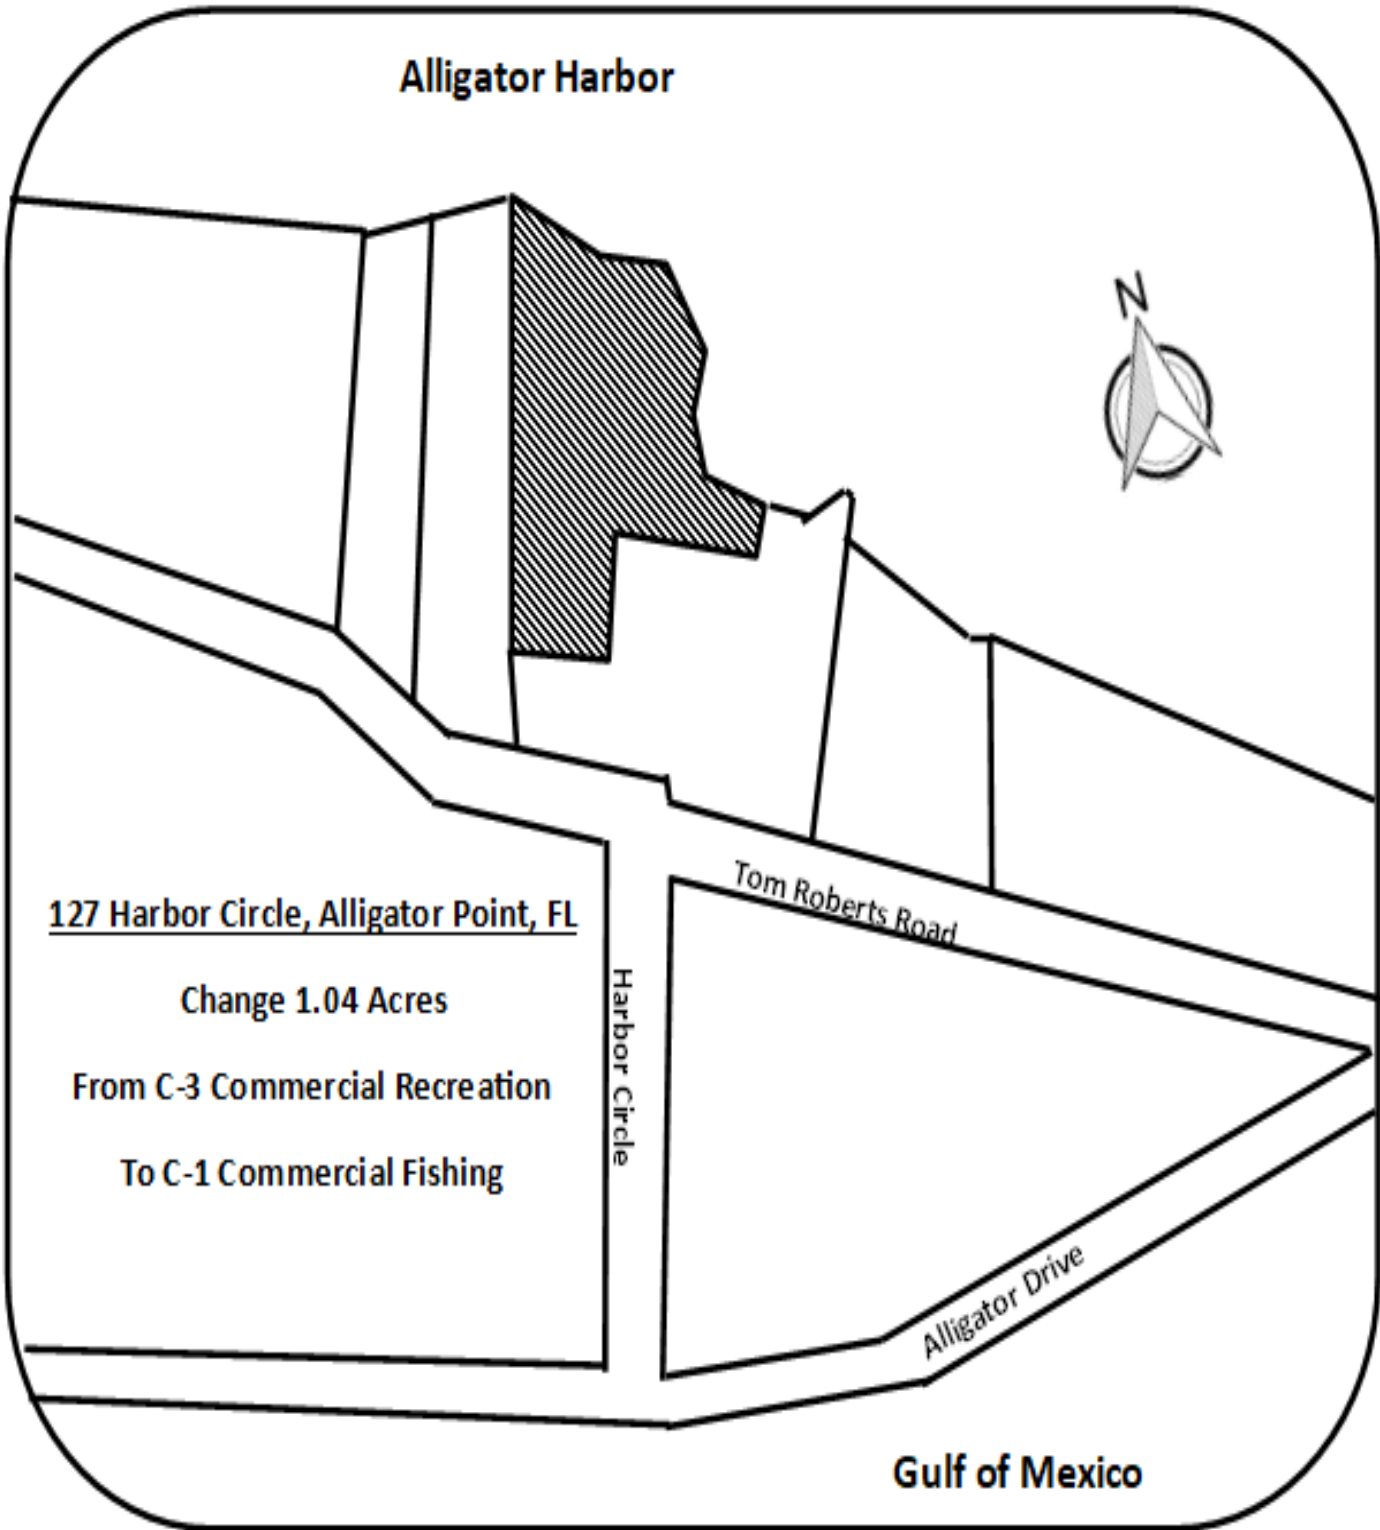 Alligator Harbor
N
Tom Roberts Road
127 Harbor Circle, Alligator Point, FL
Change 1.04 Acres
From C-3 Commercial Recreation
To C-1 Commercial Fishing
Harbor Circle
Alligator Drive
Gulf of Mexico